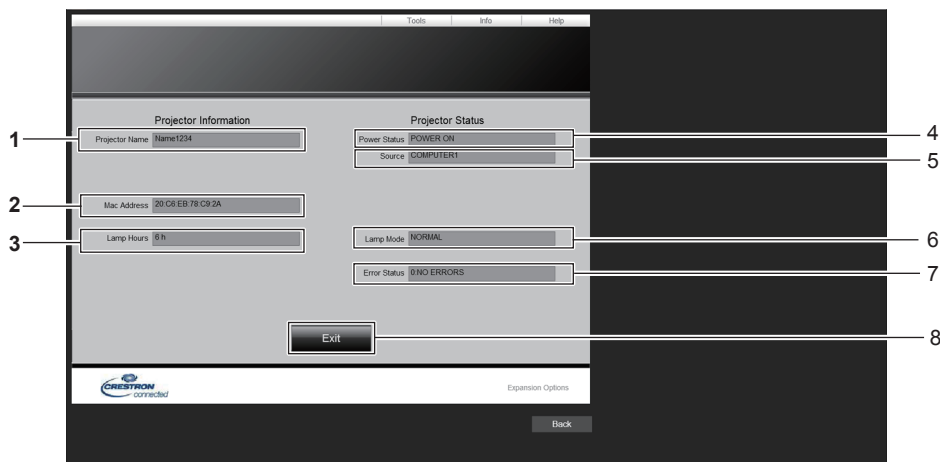 Tools Info Help
Projector Information Projector Status
1 Projector Name Name1234 Power Status POWER ON 4
Source COMPUTER1 5
2 Mac Address 20:C6:EB:78:C9:2A
3 Lamp Hours 6 h Lamp Mode NORMAL 6
Error Status 0:NO ERRORS 7
Exit 8
CRESTRON
connected
Expansion Options
Back